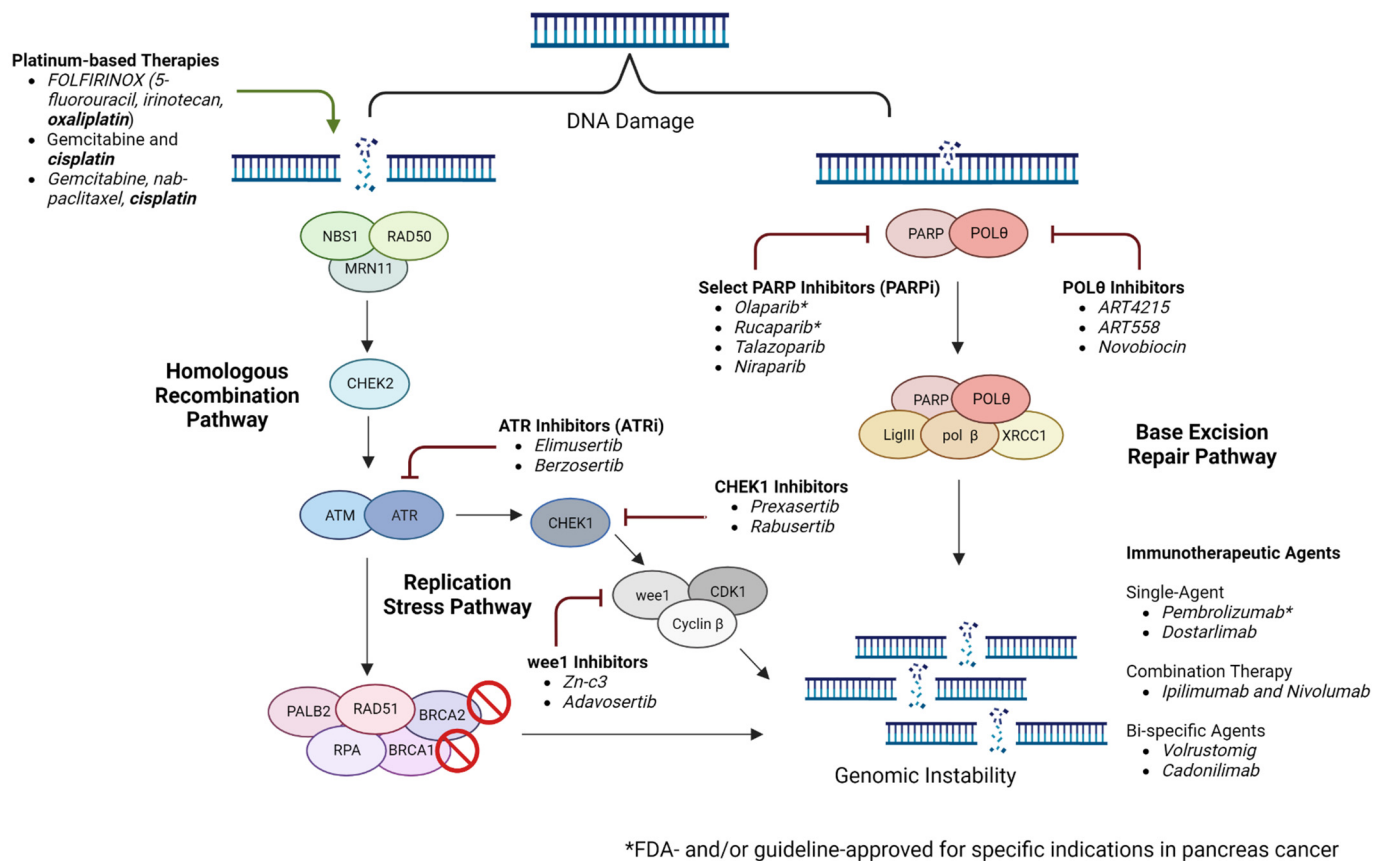 Platinum-based Therapies
• FOLFIRINOX (5-
fluorouracil, irinotecan,
oxaliplatin)
• Gemcitabine and
cisplatin
• Gemcitabine, nab-
paclitaxel, cisplatin
DNA Damage
NBS1
RAD50
MRN11
PARP
POLθ
Select PARP Inhibitors (PARPi)
• Olaparib*
• Rucaparib*
• Talazoparib
• Niraparib
POLθ Inhibitors
• ART4215
• ART558
• Novobiocin
Homologous
Recombination
Pathway
CHEK2
PARP
POLθ
LigIII
pol β
XRCC1
Base Excision
Repair Pathway
ATR Inhibitors (ATRi)
• Elimusertib
• Berzosertib
CHEK1 Inhibitors
• Prexasertib
• Rabusertib
ATM
ATR
CHEK1
Replication
Stress Pathway
wee1
CDK1
Cyclin β
wee1 Inhibitors
• Zn-c3
• Adavosertib
PALB2
RAD51
BRCA2
RPA
BRCA1
Genomic Instability
Immunotherapeutic Agents
Single-Agent
• Pembrolizumab*
• Dostarlimab
Combination Therapy
• Ipilimumab and Nivolumab
Bi-specific Agents
• Volrustomig
• Cadonilimab
*FDA- and/or guideline-approved for specific indications in pancreas cancer